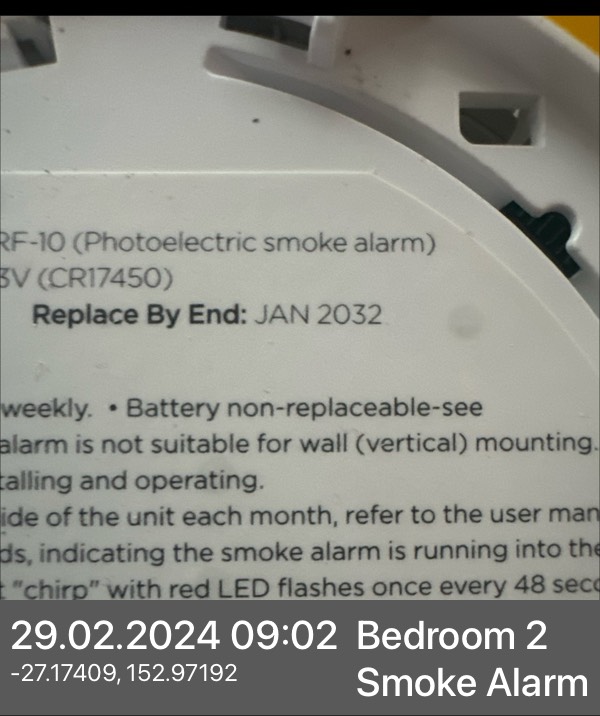 RF-10 (Photoelectric smoke alarm)
3V (CR17450)
Replace By End: JAN 2032
weekly. • Battery non-replaceable-see
alarm is not suitable for wall (vertical) mounting.
talling and operating.
ide of the unit each month, refer to the user man
ds, indicating the smoke alarm is running into the
t "chirp" with red LED flashes once every 48 seco
29.02.2024 09:02 Bedroom 2
-27.17409, 152.97192 Smoke Alarm